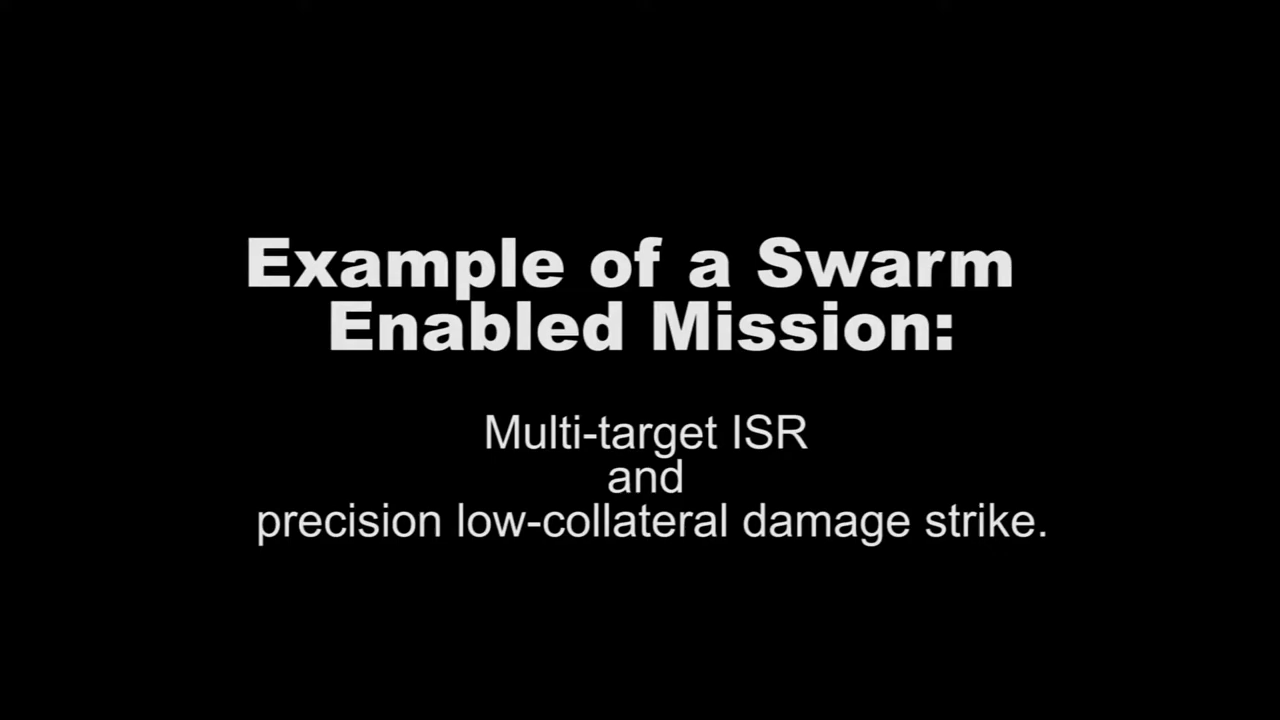 Example of a Swarm
Enabled Mission:
Multi-target ISR
and
precision low-collateral damage strike.